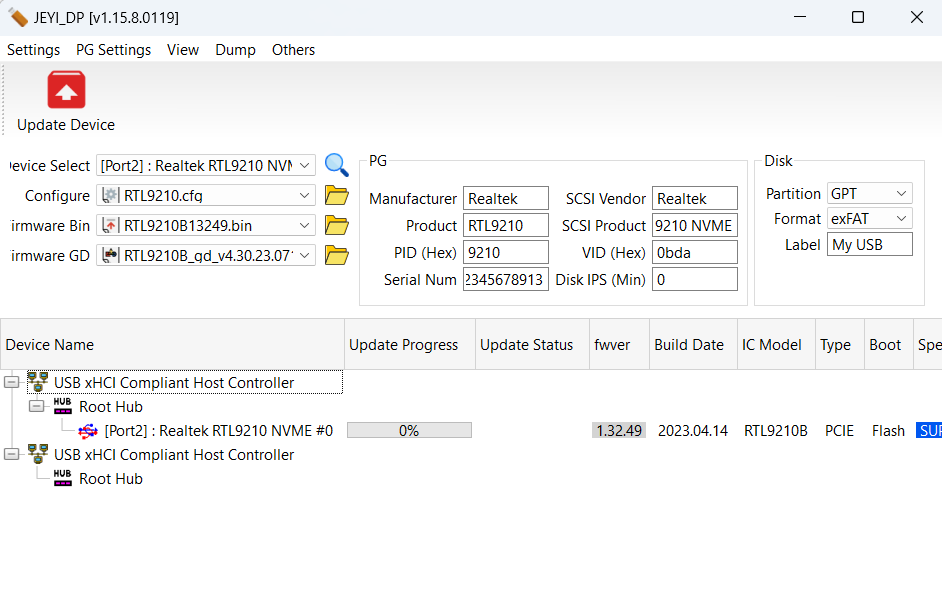 JEYI_DP [v1.15.8.0119]
Settings PG Settings View Dump Others
Update Device
evice Select [Port2] : Realtek RTL9210 NVM
Configure RTL9210.cfg
irmware Bin RTL9210B13249.bin
irmware GD RTL9210B_gd_v4.30.23.071
PG
Manufacturer Realtek SCSI Vendor Realtek
Product RTL9210 SCSI Product 9210 NVME
PID (Hex) 9210 VID (Hex) 0bda
Serial Num 2345678913 Disk IPS (Min) 0
Disk
Partition GPT
Format exFAT
Label My USB
Device Name Update Progress Update Status fwver Build Date IC Model Type Boot Spe
USB xHCI Compliant Host Controller
HUB Root Hub
[Port2] : Realtek RTL9210 NVME #0 0% 1.32.49 2023.04.14 RTL9210B PCIE Flash SUP
USB xHCI Compliant Host Controller
HUB Root Hub